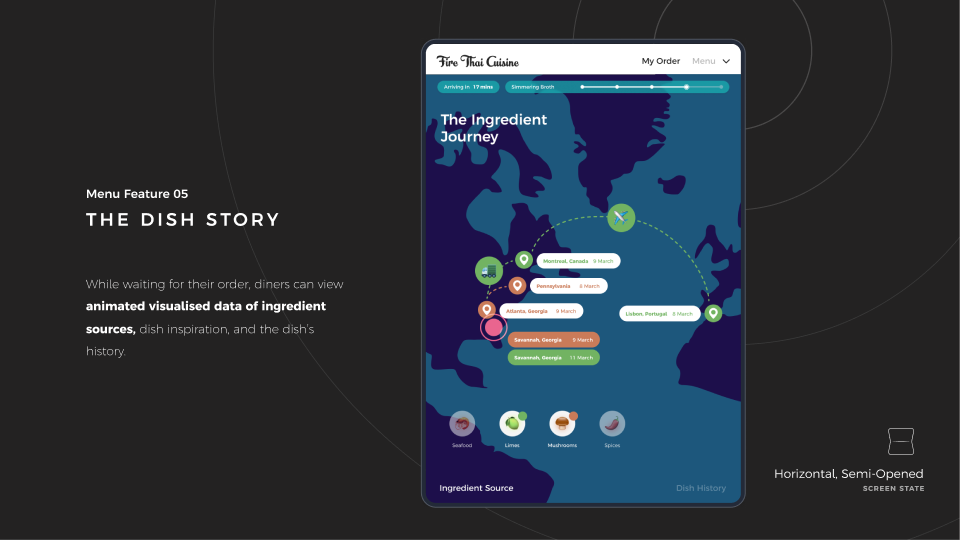 Menu Feature 05
THE DISH STORY
While waiting for their order, diners can view
animated visualised data of ingredient
sources, dish inspiration, and the dish's
history.
Fire Thai Cuisine
My Order
Menu
Arriving in 17 mins
Simmering Broth
The Ingredient
Journey
Montreal, Canada 9 March
Pennsylvania 6 March
Atlanta, Georgia 9 March
Lisbon, Portugal 8 March
Savannah, Georgia 9 March
Savannah, Georgia 11 March
Seafood
Limes
Mushrooms
Spices
Ingredient Source
Dish History
Horizontal, Semi-Opened
SCREEN STATE